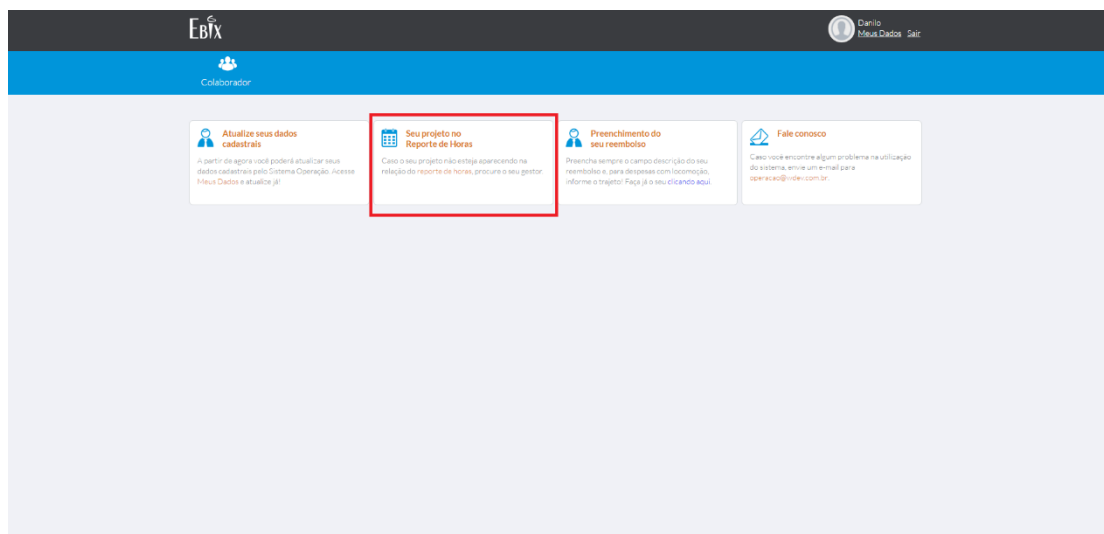 EBIX
Danilo
Meus Dados Sair
Colaborador
Atualize seus dados
cadastrais
A partir de agora você poderá atualizar seus
dados cadastrais pelo Sistema Operação. Acesse
Meus Dados e atualize já!
Seu projeto no
Reporte de Horas
Caso o seu projeto não esteja aparecendo na
relação do reporte de horas, procure o seu gestor.
Preenchimento do
seu reembolso
Preencha sempre o campo descrição do seu
reembolso e, para despesas com locomoção,
informe o trajeto! Faça já o seu clicando aqui.
Fale conosco
Caso você encontre algum problema na utilização
do sistema, envie um e-mail para